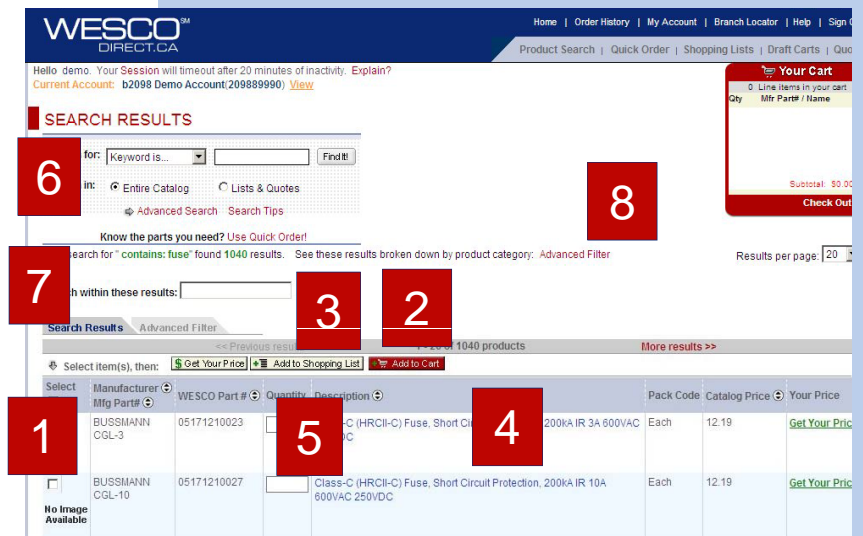 WESCO SM
DIRECT.CA
Home | Order History | My Account | Branch Locator | Help | Sign
Product Search | Quick Order | Shopping Lists | Draft Carts | Quo
Hello demo. Your Session will timeout after 20 minutes of inactivity. Explain?
Current Account: b2098 Demo Account(209889990) View
Your Cart
0 Line items in your cart
Qty Mfr Part# / Name
Subtotal: $0.00
Check Out
SEARCH RESULTS
6
for: Keyword is... Find It!
in: Entire Catalog Lists & Quotes
Advanced Search Search Tips
8
Know the parts you need? Use Quick Order!
search for "contains: fuse" found 1040 results. See these results broken down by product category: Advanced Filter
Results per page: 20
7
within these results:
3
2
Search Results Advanced Filter
<< Previous
of 1040 products
More results >>
Select item(s), then: $ Get Your Price Add to Shopping List Add to Cart
Select Manufacturer Mfg Part# WESCO Part # Quantity Description Pack Code Catalog Price Your Price
1
5
4
BUSSMANN CGL-3 05171210023 -C (HRCII-C) Fuse, Short 200kA IR 3A 600VAC Each 12.19 Get Your Pric
BUSSMANN CGL-10 05171210027 Class-C (HRCII-C) Fuse, Short Circuit Protection, 200kA IR 10A 600VAC 250VDC Each 12.19 Get Your Pric
No Image Available